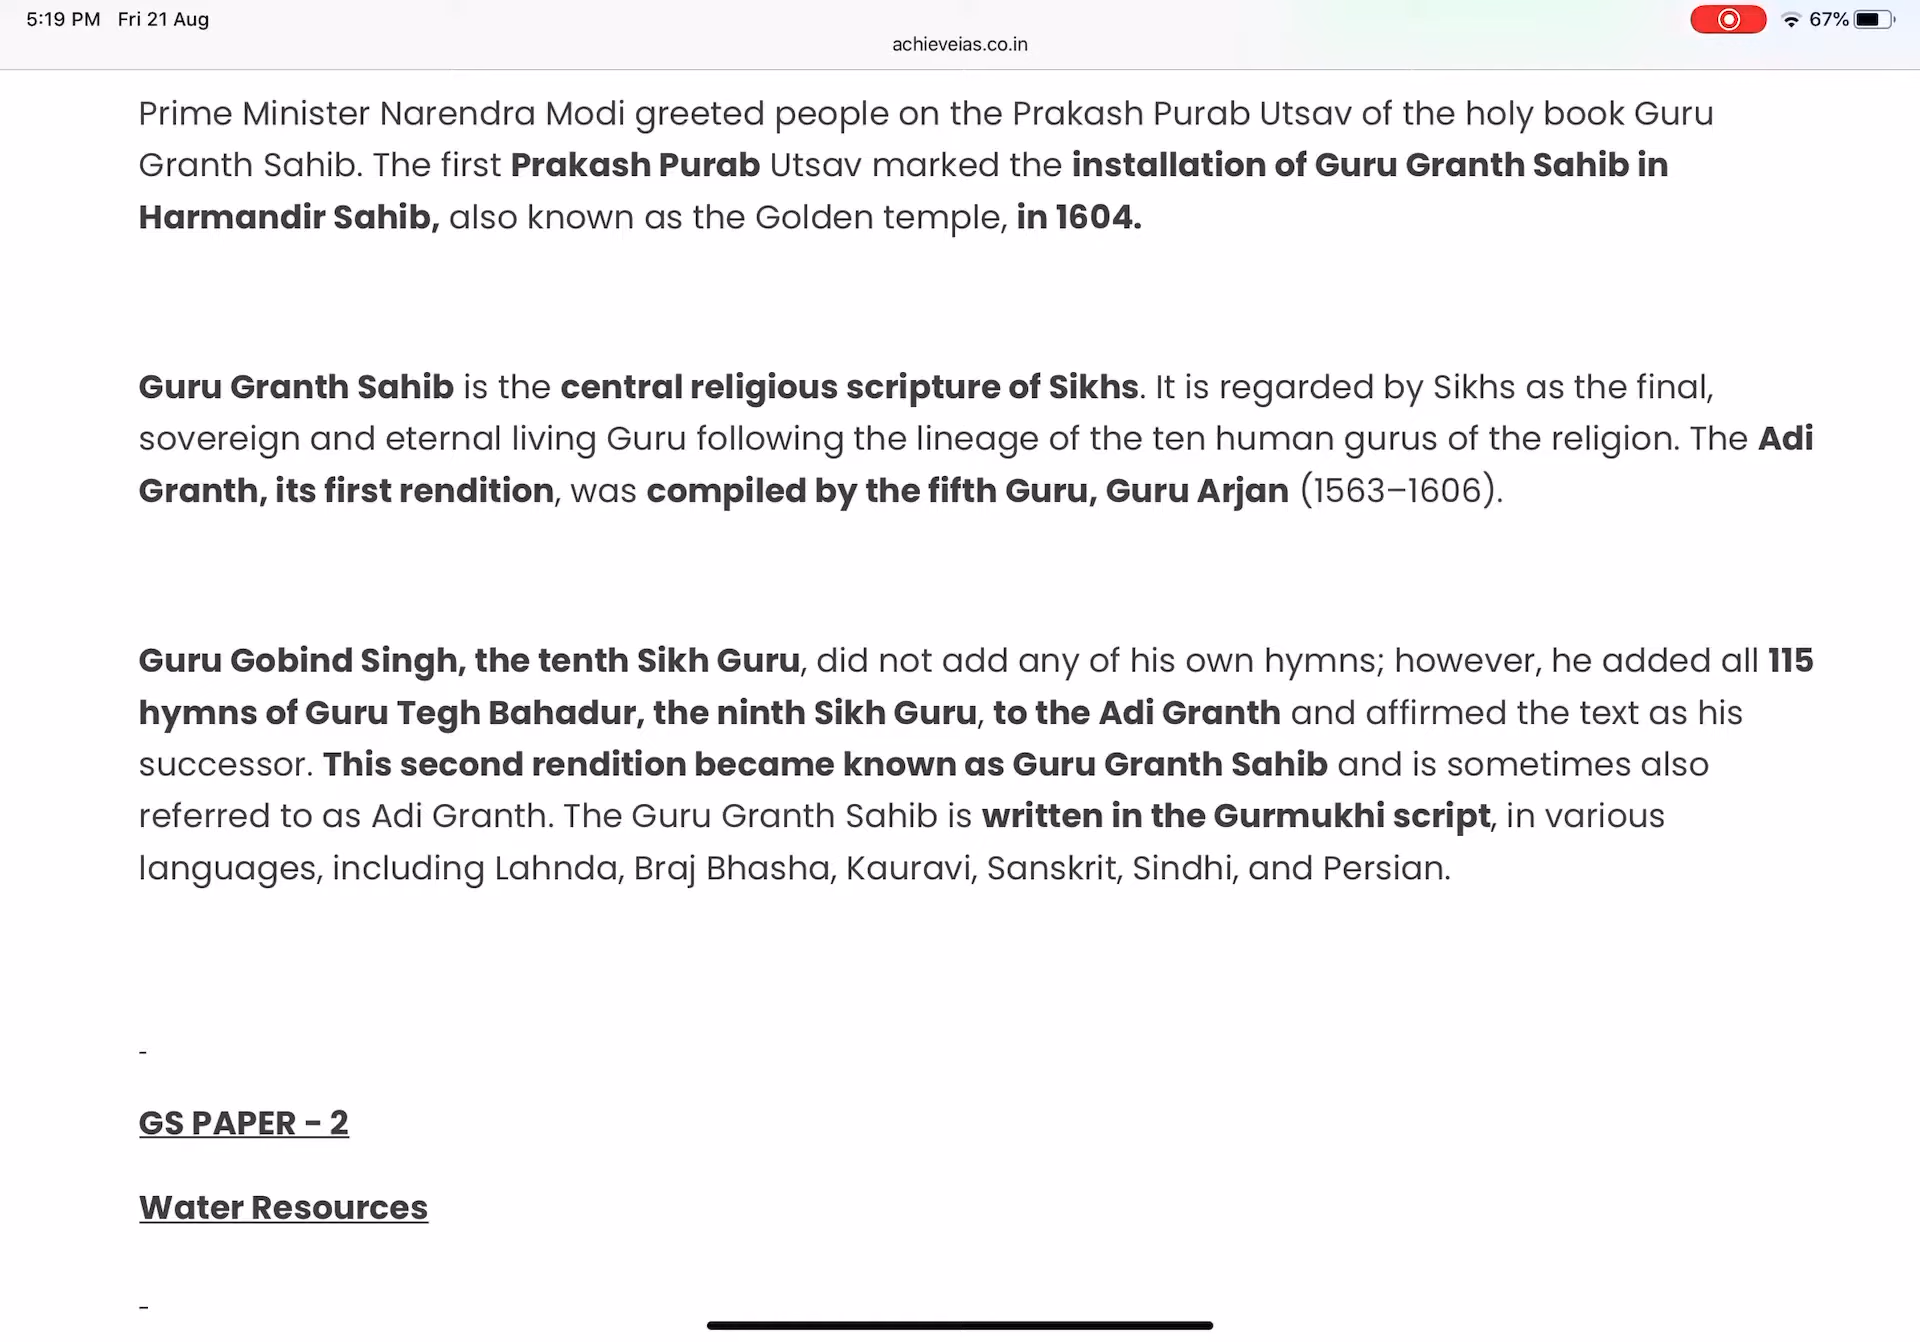 5:19 PM Fri 21 Aug
67%
achieveias.co.in
Prime Minister Narendra Modi greeted people on the Prakash Purab Utsav of the holy book Guru
Granth Sahib. The first Prakash Purab Utsav marked the installation of Guru Granth Sahib in
Harmandir Sahib, also known as the Golden temple, in 1604.
Guru Granth Sahib is the central religious scripture of Sikhs. It is regarded by Sikhs as the final,
sovereign and eternal living Guru following the lineage of the ten human gurus of the religion. The Adi
Granth, its first rendition, was compiled by the fifth Guru, Guru Arjan (1563–1606).
Guru Gobind Singh, the tenth Sikh Guru, did not add any of his own hymns; however, he added all 115
hymns of Guru Tegh Bahadur, the ninth Sikh Guru, to the Adi Granth and affirmed the text as his
successor. This second rendition became known as Guru Granth Sahib and is sometimes also
referred to as Adi Granth. The Guru Granth Sahib is written in the Gurmukhi script, in various
languages, including Lahnda, Braj Bhasha, Kauravi, Sanskrit, Sindhi, and Persian.
-
GS PAPER - 2
Water Resources
-